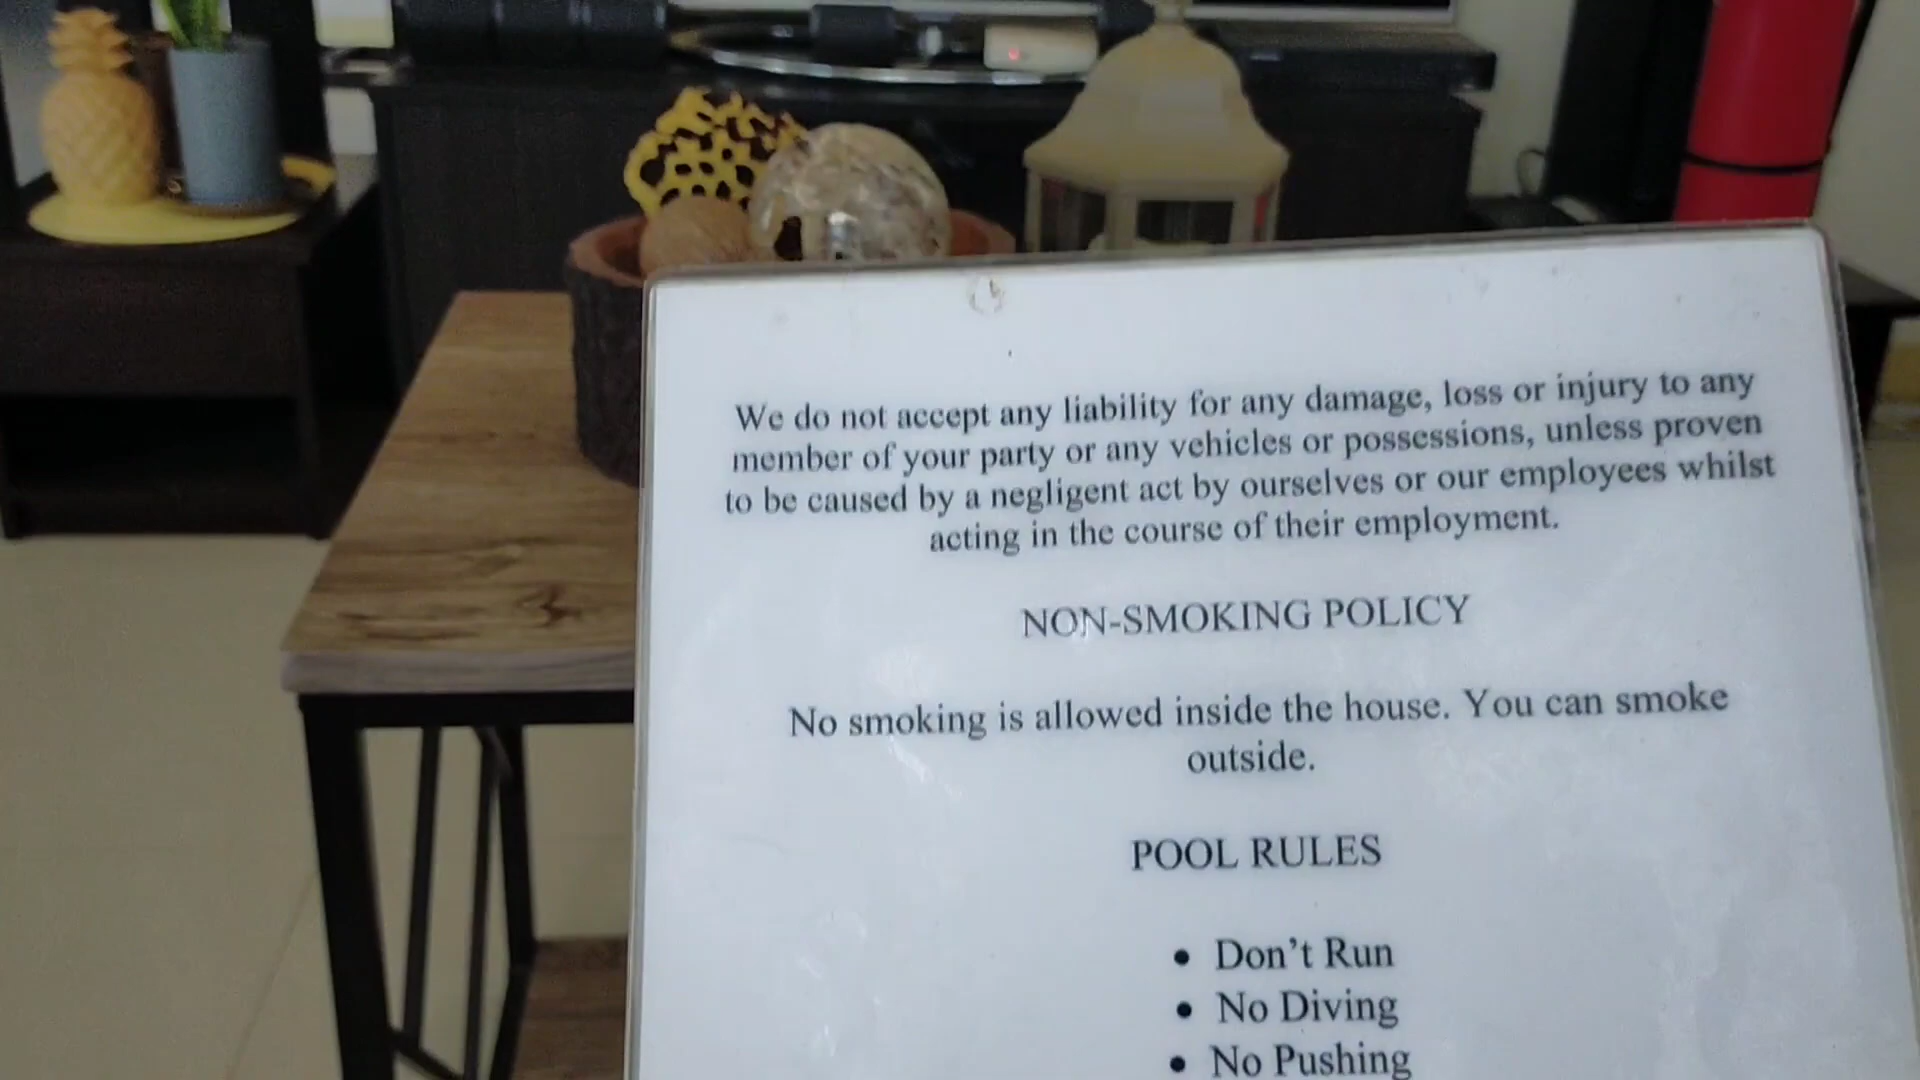 We do not accept any liability for any damage, loss or injury to any
member of your party or any vehicles or possessions, unless proven
to be caused by a negligent act by ourselves or our employees whilst
acting in the course of their employment.
NON-SMOKING POLICY
No smoking is allowed inside the house. You can smoke
outside.
POOL RULES
• Don't Run
• No Diving
• No Pushing